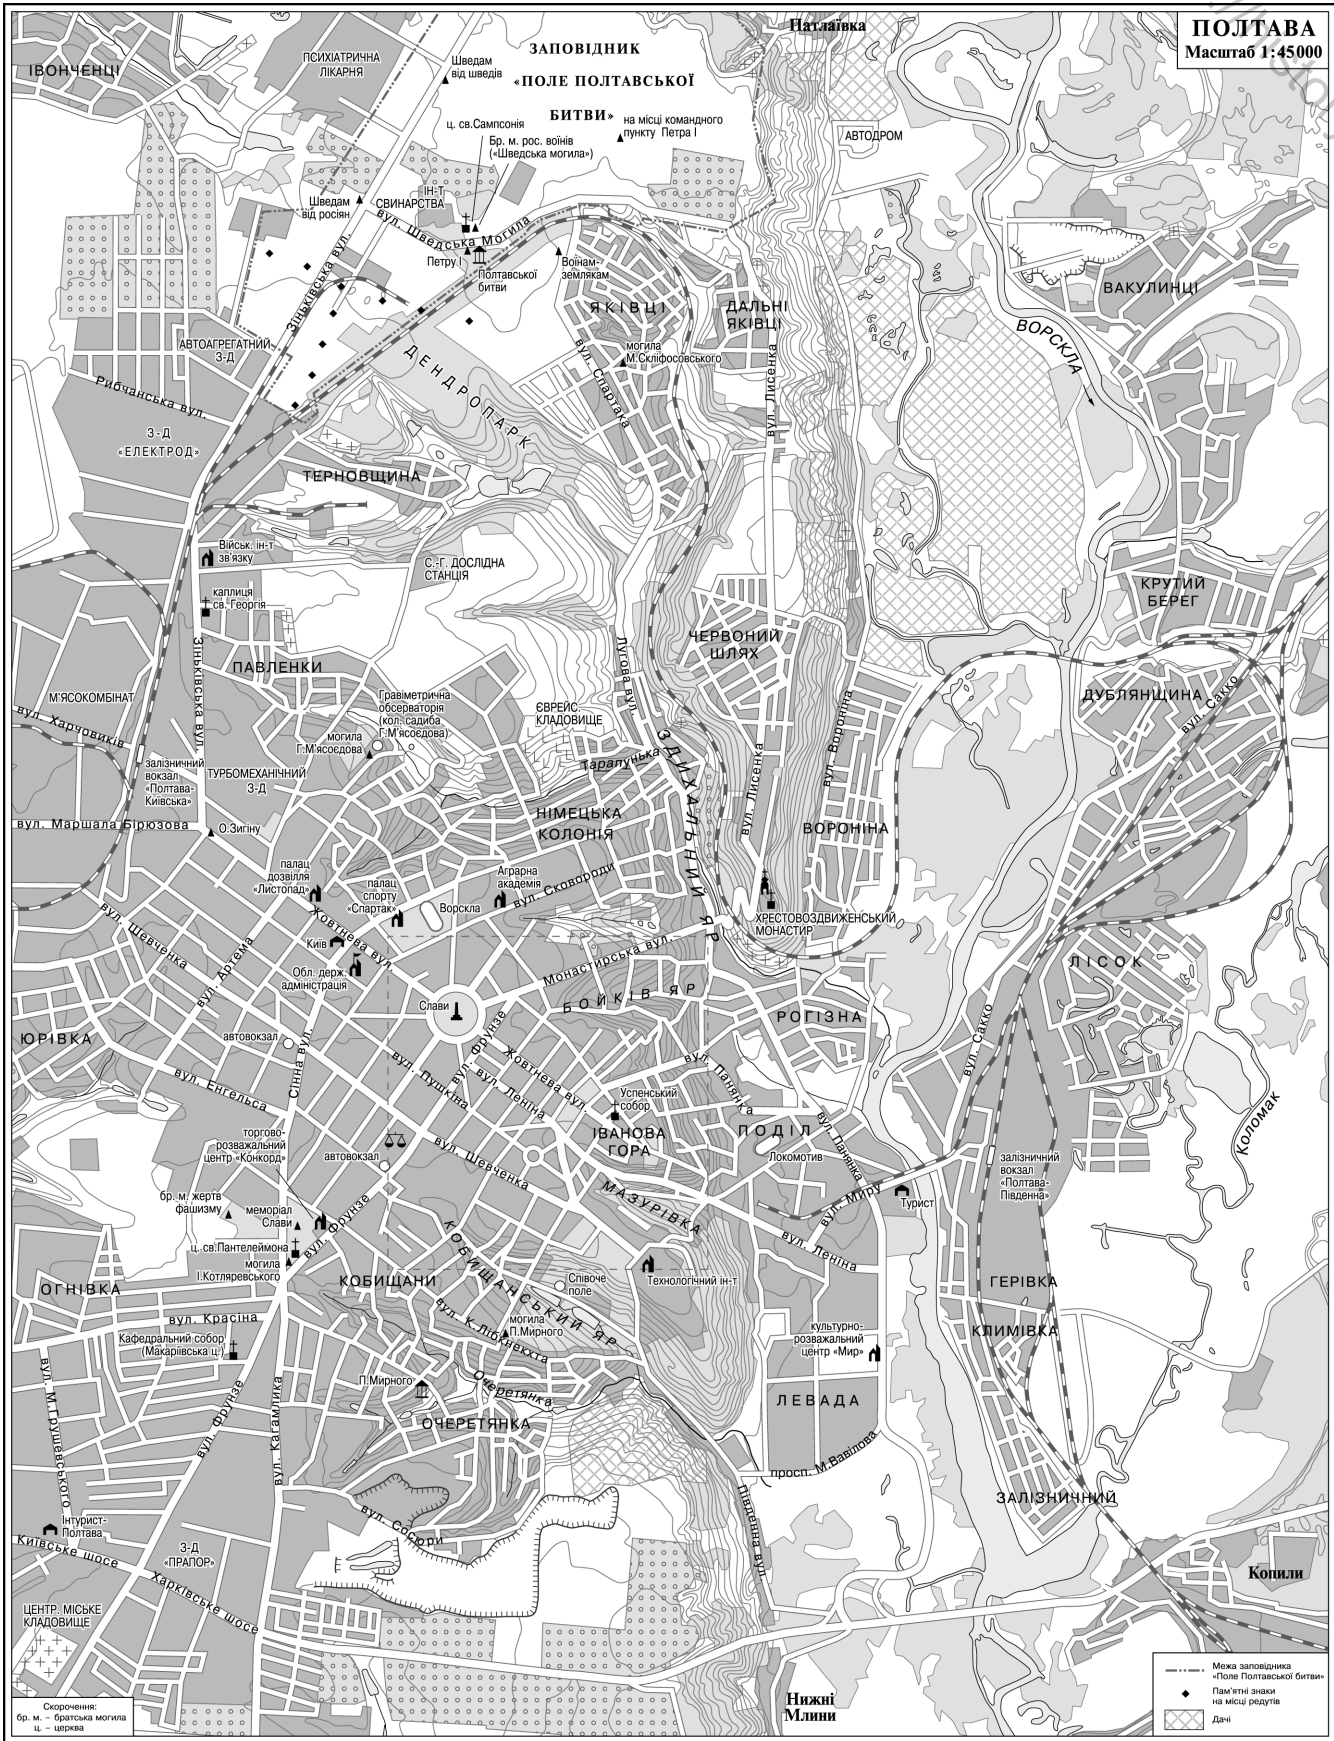 ПОЛТАВА
Масштаб 1:45000
Патлаївка
ІВОНЧЕНЦІ
ПСИХІАТРИЧНА
ЛІКАРНЯ
Шведам
від шведів
ЗАПОВІДНИК
«ПОЛЕ ПОЛТАВСЬКОЇ
БИТВИ»
на місці командного
пункту Петра І
ц. св.Сампсонія
Бр. м. рос. воїнів
(«Шведська могила»)
АВТОДРОМ
Шведам
від росіян
ІН-Т
СВИНАРСТВА
вул. Шведська Могила
Петру І
Полтавської
битви
Воїнам-
землякам
Зіньківська вул.
ЯКІВЦІ
ДАЛЬНІ
ЯКІВЦІ
ВАКУЛИНЦІ
ВОРСКЛА
АВТОАГРЕГАТНИЙ
З-Д
ДЕНДРОПАРК
могила
М.Скліфосовського
вул. Спартака
вул. Лисенка
Рибчанська вул.
З-Д
«ЕЛЕКТРОД»
ТЕРНОВЩИНА
Військ. ін-т
зв'язку
С.-Г. ДОСЛІДНА
СТАНЦІЯ
каплиця
св. Георгія
КРУТИЙ
БЕРЕГ
ЧЕРВОНИЙ
ШЛЯХ
Лугова вул.
Зіньківська вул.
ПАВЛЕНКИ
М'ЯСОКОМБІНАТ
вул. Харчовиків
Гравіметрична
обсерваторія
(кол. садиба
Г.М'ясоєдова)
могила
Г.М'ясоєдова
ЄВРЕЙС.
КЛАДОВИЩЕ
ДУБЛЯНЩИНА
вул. Сакко
вул. Вороніна
залізничний
вокзал
«Полтава-
Київська»
ТУРБОМЕХАНІЧНИЙ
З-Д
Тарапунька
ЗДИХАЛЬНИЙ ЯР
вул. Лисенка
НІМЕЦЬКА
КОЛОНІЯ
ВОРОНІНА
вул. Маршала Бірюзова
О.Зигіну
палац
дозвілля
«Листопад»
палац
спорту
«Спартак»
Ворскла
Аграрна
академія
вул. Сковороди
ХРЕСТОВОЗДВИЖЕНСЬКИЙ
МОНАСТИР
вул. Шевченка
вул. Артема
Жовтнева вул.
Київ
Обл. держ.
адміністрація
Монастирська вул.
БОЙКІВ ЯР
ЛІСОК
Слави
РОГІЗНА
ЮРІВКА
автовокзал
Сінна вул.
вул. Енгельса
вул. Пушкіна
вул. Фрунзе
вул. Леніна
Жовтнева вул.
вул. Панянка
вул. Сакко
Успенський
собор
ІВАНОВА
ГОРА
ПОДІЛ
вул. Панянка
Коломак
торгово-
розважальний
центр «Конкорд»
автовокзал
вул. Шевченка
Локомотив
залізничний
вокзал
«Полтава-
Південна»
бр. м. жертв
фашизму
меморіал
Слави
МАЗУРІВКА
вул. Миру
Турист
ц. св.Пантелеймона
вул. Фрунзе
могила
І.Котляревського
вул. Леніна
ОГНІВКА
КОБИЩАНИ
КОБИЩАНСЬКИЙ ЯР
Співоче
поле
Технологічний ін-т
ГЕРІВКА
вул. Красіна
вул. К.Лібкнехта
могила
П.Мирного
КЛИМІВКА
Кафедральний собор
(Макаріївська ц.)
культурно-
розважальний
центр «Мир»
П.Мирного
Очеретянка
ОЧЕРЕТЯНКА
ЛЕВАДА
вул. М.Грушевського
вул. Фрунзе
вул. Кагамлика
просп. М.Вавілова
ЗАЛІЗНИЧНИЙ
вул. Сосюри
Південна вул.
Інтурист-
Полтава
Київське шосе
З-Д
«ПРАПОР»
Харківське шосе
Копили
ЦЕНТР. МІСЬКЕ
КЛАДОВИЩЕ
Нижні
Млини
Скорочення:
бр. м. – братська могила
ц. – церква
Межа заповідника
«Поле Полтавської битви»
Пам'ятні знаки
на місці редутів
Дачі